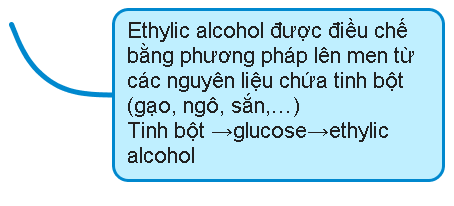 Ethylic alcohol được điều chế
bằng phương pháp lên men từ
các nguyên liệu chứa tinh bột
(gạo, ngô, sắn,...)
Tinh bột →glucose→ethylic
alcohol